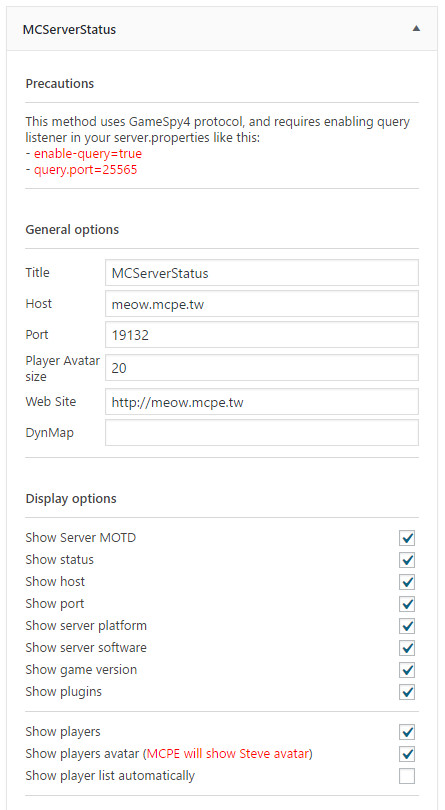 MCServerStatus
Precautions
This method uses GameSpy4 protocol, and requires enabling query
listener in your server.properties like this:
- enable-query=true
- query.port=25565
General options
Title MCServerStatus
Host meow.mcpe.tw
Port 19132
Player Avatar
size 20
Web Site http://meow.mcpe.tw
DynMap
Display options
Show Server MOTD
Show status
Show host
Show port
Show server platform
Show server software
Show game version
Show plugins
Show players
Show players avatar (MCPE will show Steve avatar)
Show player list automatically